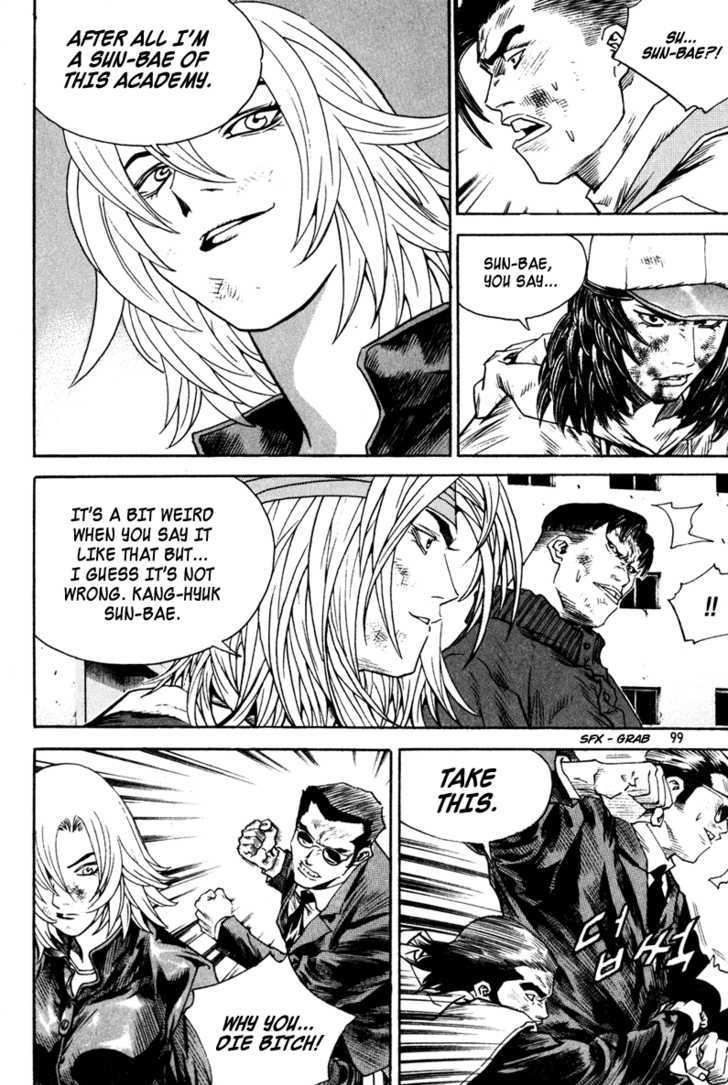 AFTER ALL I'M
A SUN-BAE OF
THIS ACADEMY.
SU...
SUN-BAE?!
SUN-BAE,
YOU SAY...
IT'S A BIT WEIRD
WHEN YOU SAY IT
LIKE THAT BUT...
I GUESS IT'S NOT
WRONG. KANG-HYUK
SUN-BAE.
!!
SFX - GRAB 99
WHY YOU...
DIE BITCH!
TAKE
THIS.
더벅